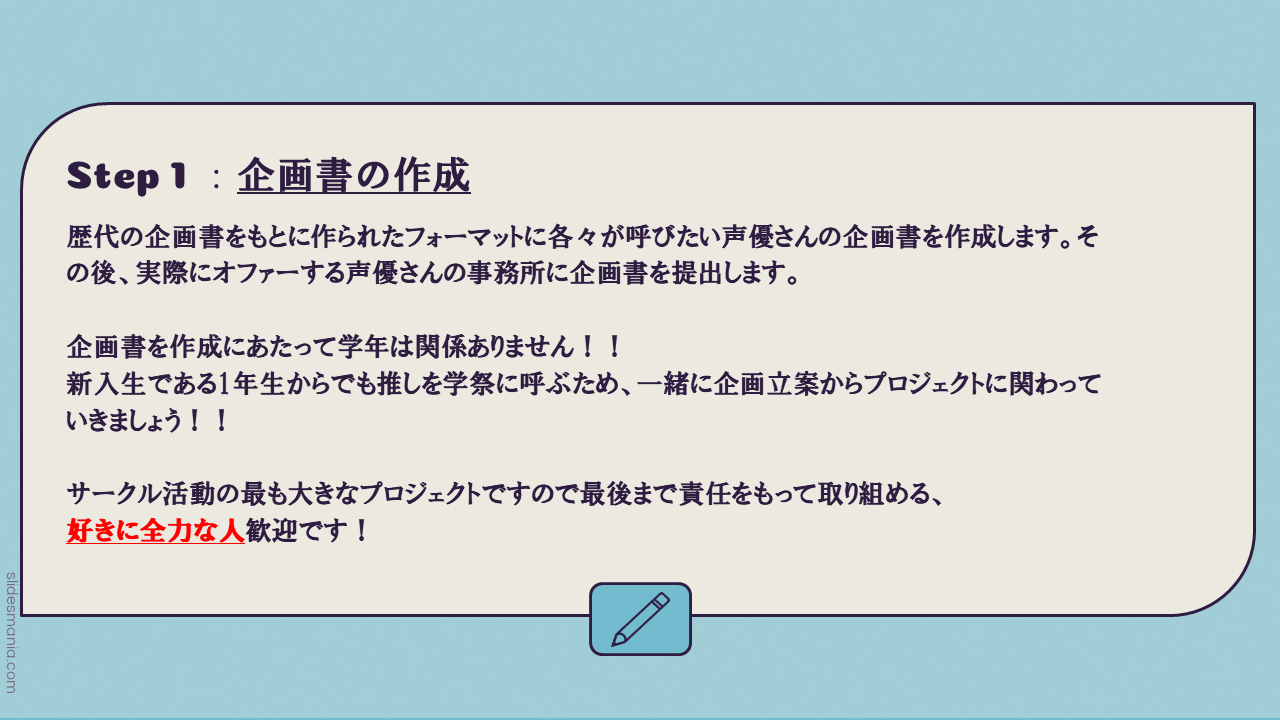 Step 1 : 企画書の作成
歴代の企画書をもとに作られたフォーマットに各々が呼びたい声優さんの企画書を作成します。そ
の後、実際にオファーする声優さんの事務所に企画書を提出します。
企画書を作成にあたって学年は関係ありません！！
新入生である1年生からでも推しを学祭に呼ぶため、一緒に企画立案からプロジェクトに関わって
いきましょう！！
サークル活動の最も大きなプロジェクトですので最後まで責任をもって取り組める、
好きに全力な人歓迎です！
slidesmania.com